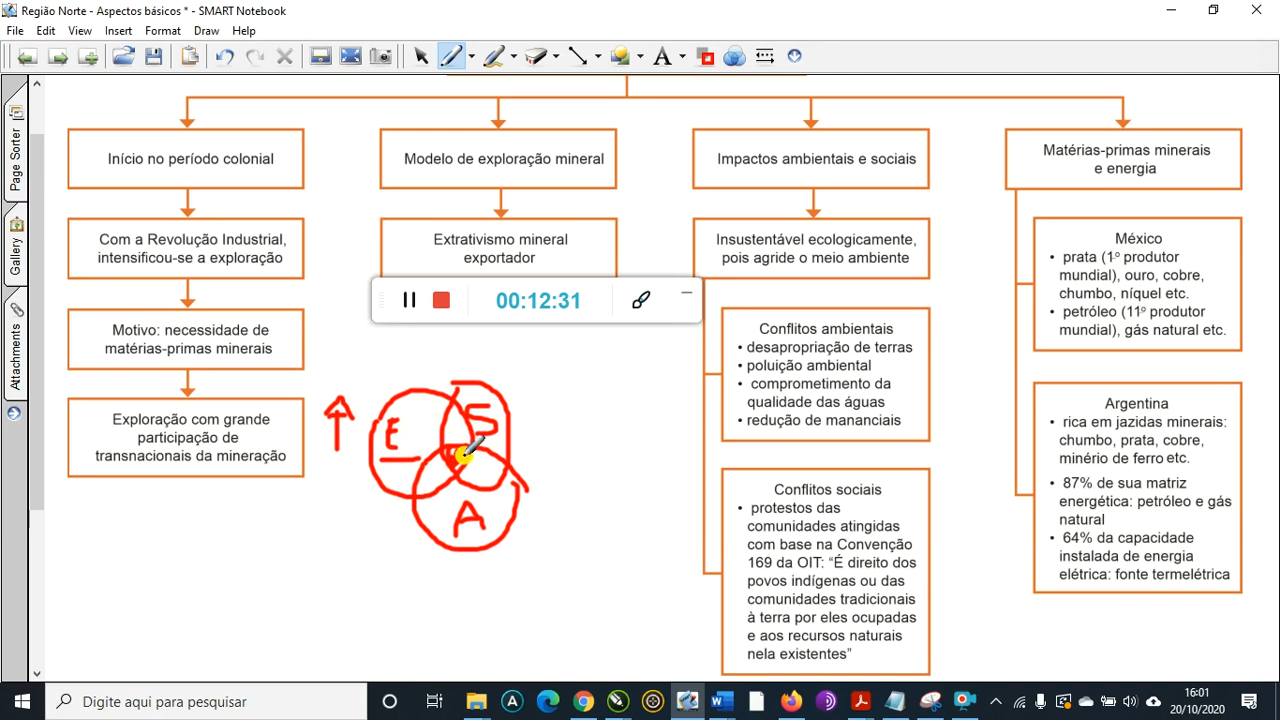 Região Norte - Aspectos básicos * - SMART Notebook
File Edit View Insert Format Draw Help
Page Sorter
Gallery
Attachments
Início no período colonial
Com a Revolução Industrial,
intensificou-se a exploração
Motivo: necessidade de
matérias-primas minerais
Exploração com grande
participação de
transnacionais da mineração
Modelo de exploração mineral
Extrativismo mineral
exportador
00:12:31
E
S
A
Impactos ambientais e sociais
Insustentável ecologicamente,
pois agride o meio ambiente
Conflitos ambientais
• desapropriação de terras
• poluição ambiental
• comprometimento da
qualidade das águas
• redução de mananciais
Conflitos sociais
• protestos das
comunidades atingidas
com base na Convenção
169 da OIT: “É direito dos
povos indígenas ou das
comunidades tradicionais
à terra por eles ocupadas
e aos recursos naturais
nela existentes”
Matérias-primas minerais
e energia
México
• prata (1º produtor
mundial), ouro, cobre,
chumbo, níquel etc.
• petróleo (11º produtor
mundial), gás natural etc.
Argentina
• rica em jazidas minerais:
chumbo, prata, cobre,
minério de ferro etc.
• 87% de sua matriz
energética: petróleo e gás
natural
• 64% da capacidade
instalada de energia
elétrica: fonte termelétrica
Digite aqui para pesquisar
16:01
20/10/2020